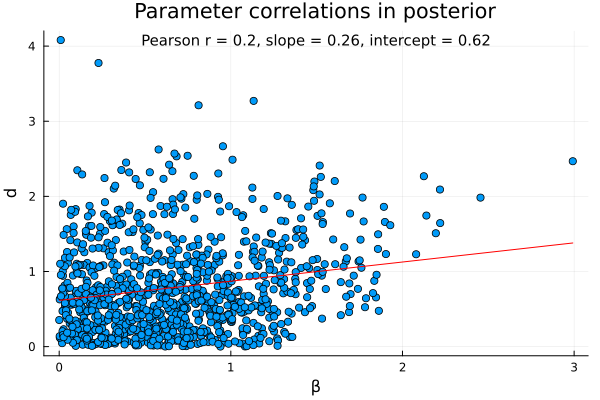 Parameter correlations in posterior
Pearson r = 0.2, slope = 0.26, intercept = 0.62
4
3
2
1
0
d
0 1 2 3
β